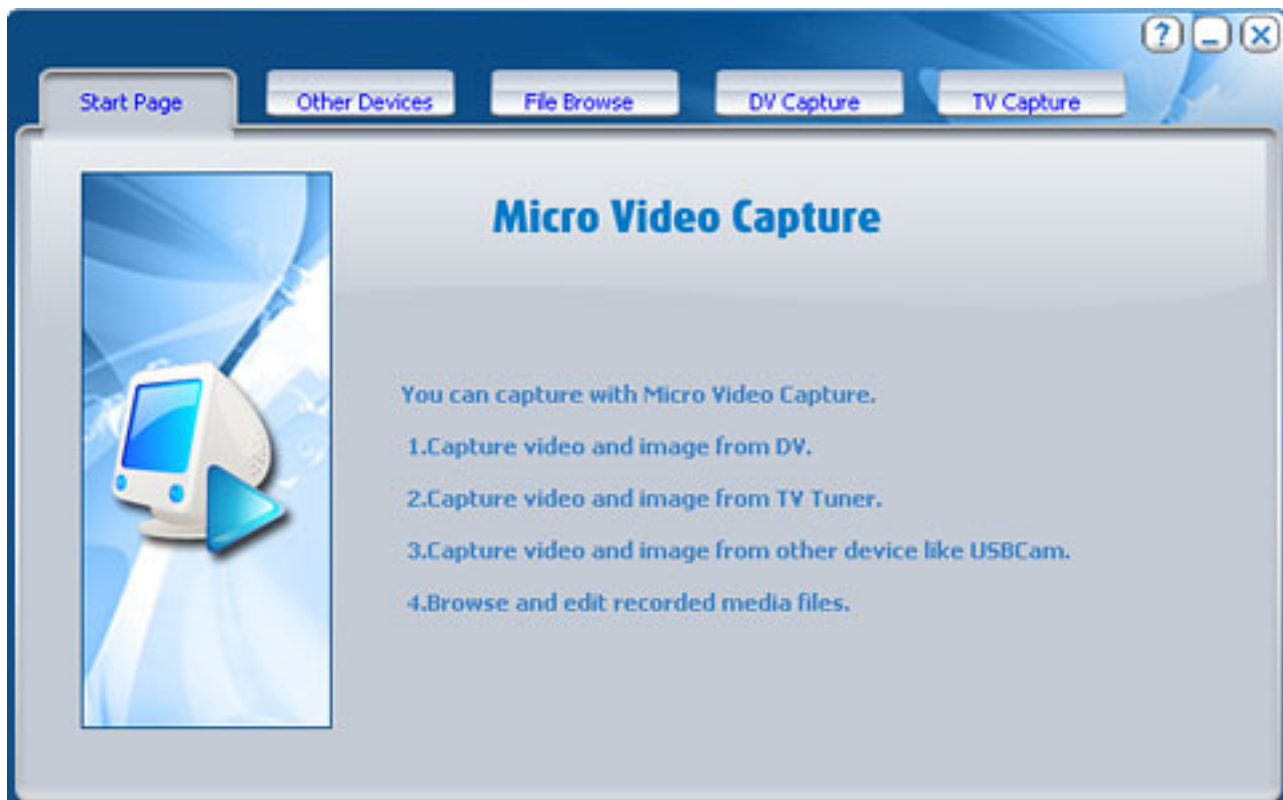 ?
Start Page
Other Devices
File Browse
DV Capture
TV Capture
Micro Video Capture
You can capture with Micro Video Capture.
1.Capture video and image from DV.
2.Capture video and image from TV Tuner.
3.Capture video and image from other device like USBCam.
4.Browse and edit recorded media files.